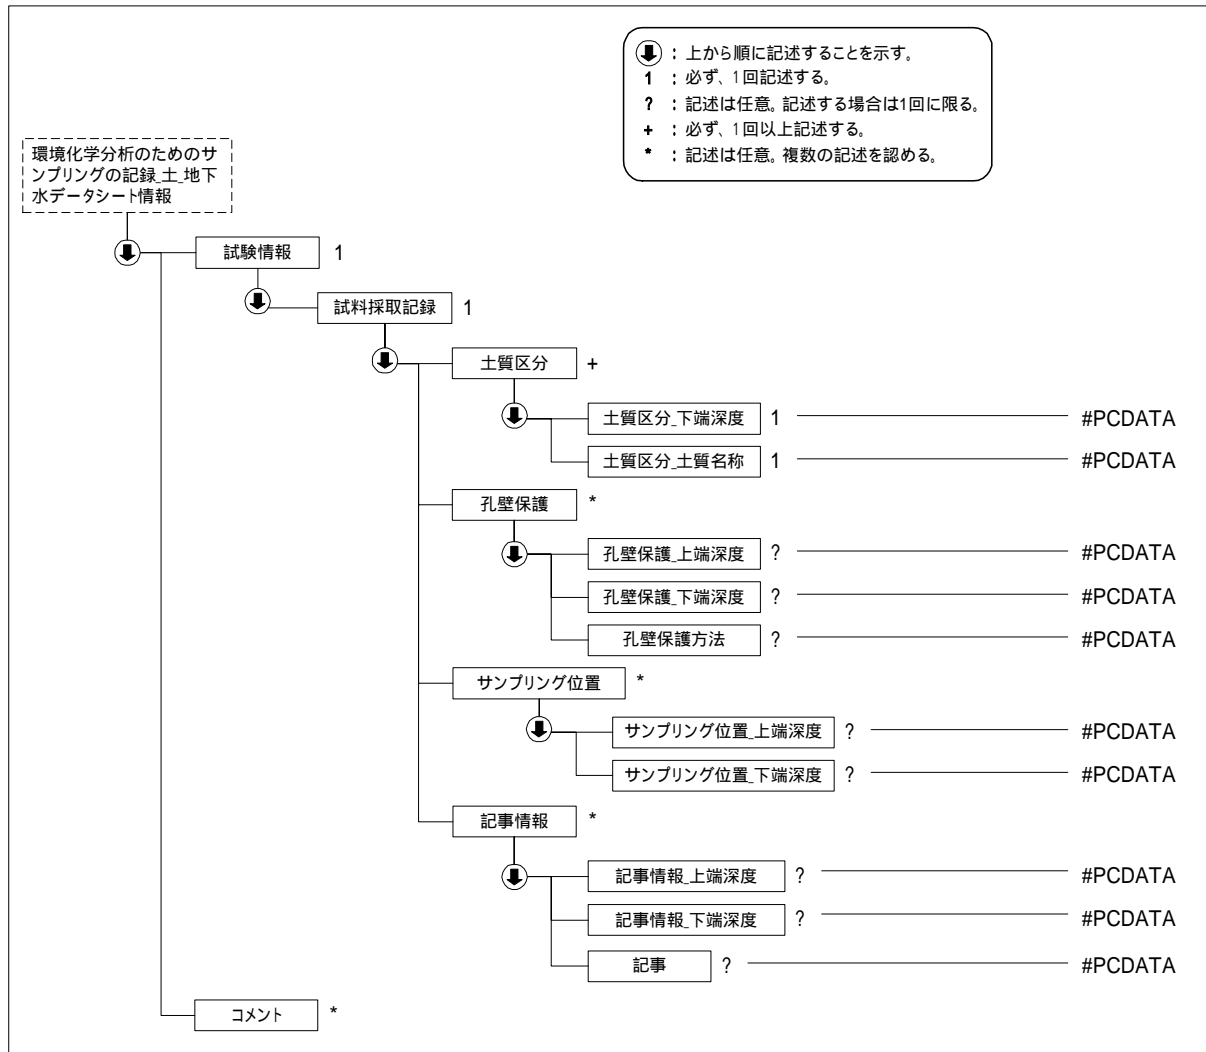 : 上から順に記述することを示す。
1 : 必ず、1回記述する。
? : 記述は任意。記述する場合は1回に限る。
+ : 必ず、1回以上記述する。
* : 記述は任意。複数の記述を認める。
環境化学分析のためのサ
ンプリングの記録_土_地下
水データシート情報
試験情報 1
試料採取記録 1
土質区分 +
土質区分_下端深度 1 #PCDATA
土質区分_土質名称 1 #PCDATA
孔壁保護 *
孔壁保護_上端深度 ? #PCDATA
孔壁保護_下端深度 ? #PCDATA
孔壁保護方法 ? #PCDATA
サンプリング位置 *
サンプリング位置_上端深度 ? #PCDATA
サンプリング位置_下端深度 ? #PCDATA
記事情報 *
記事情報_上端深度 ? #PCDATA
記事情報_下端深度 ? #PCDATA
記事 ? #PCDATA
コメント *